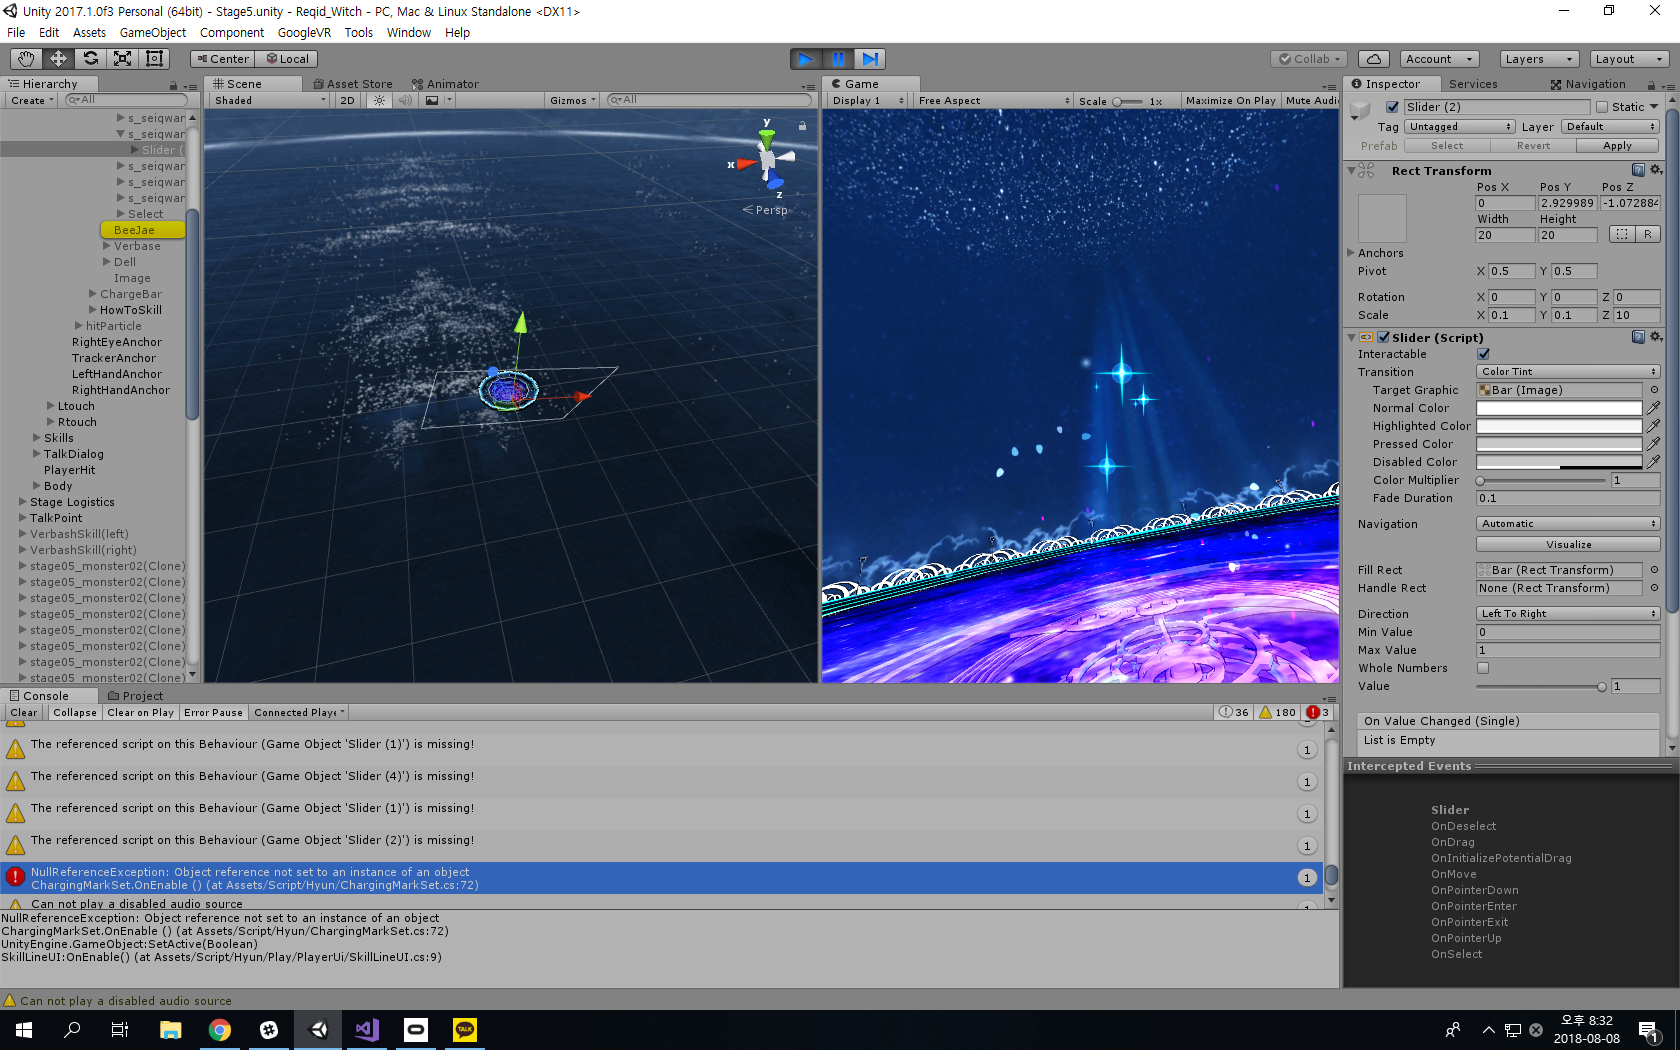 Unity 2017.1.0f3 Personal (64bit) - Stage5.unity - Reqid_Witch - PC, Mac & Linux Standalone <DX11>
File Edit Assets GameObject Component GoogleVR Tools Window Help
Center Local
Collab Account Layers Layout
Hierarchy
Create All
s_seiqwar
s_seiqwar
Slider (
s_seiqwar
s_seiqwar
s_seiqwar
Select
BeeJae
Verbase
Dell
Image
ChargeBar
HowToSkill
hitParticle
RightEyeAnchor
TrackerAnchor
LeftHandAnchor
RightHandAnchor
Ltouch
Rtouch
Skills
TalkDialog
PlayerHit
Body
Stage Logistics
TalkPoint
VerbashSkill(left)
VerbashSkill(right)
stage05_monster02(Clone)
stage05_monster02(Clone)
stage05_monster02(Clone)
stage05_monster02(Clone)
stage05_monster02(Clone)
stage05_monster02(Clone)
stage05_monster02(Clone)
stage05_monster02(Clone)
Scene Asset Store Animator
Shaded 2D Gizmos All
y
x
z
Persp
Game
Display 1 Free Aspect Scale 1x Maximize On Play Mute Audi
Inspector Services Navigation
Slider (2) Static
Tag Untagged Layer Default
Prefab Select Revert Apply
Rect Transform
Pos X Pos Y Pos Z
0 2.929989 -1.072884
Width Height
20 20 R
Anchors
Pivot X 0.5 Y 0.5
Rotation X 0 Y 0 Z 0
Scale X 0.1 Y 0.1 Z 10
Slider (Script)
Interactable
Transition Color Tint
Target Graphic Bar (Image)
Normal Color
Highlighted Color
Pressed Color
Disabled Color
Color Multiplier 1
Fade Duration 0.1
Navigation Automatic
Visualize
Fill Rect Bar (Rect Transform)
Handle Rect None (Rect Transform)
Direction Left To Right
Min Value 0
Max Value 1
Whole Numbers
Value 1
On Value Changed (Single)
List is Empty
Intercepted Events
Slider
OnDeselect
OnDrag
OnInitializePotentialDrag
OnMove
OnPointerDown
OnPointerEnter
OnPointerExit
OnPointerUp
OnSelect
Console Project
Clear Collapse Clear on Play Error Pause Connected Playe 36 180 3
The referenced script on this Behaviour (Game Object 'Slider (1)') is missing! 1
The referenced script on this Behaviour (Game Object 'Slider (4)') is missing! 1
The referenced script on this Behaviour (Game Object 'Slider (1)') is missing! 1
The referenced script on this Behaviour (Game Object 'Slider (2)') is missing! 1
NullReferenceException: Object reference not set to an instance of an object 1
ChargingMarkSet.OnEnable () (at Assets/Script/Hyun/ChargingMarkSet.cs:72)
Can not play a disabled audio source
NullReferenceException: Object reference not set to an instance of an object
ChargingMarkSet.OnEnable () (at Assets/Script/Hyun/ChargingMarkSet.cs:72)
UnityEngine.GameObject:SetActive(Boolean)
SkillLineUI:OnEnable() (at Assets/Script/Hyun/Play/PlayerUi/SkillLineUI.cs:9)
Can not play a disabled audio source
TALK
오후 8:32
2018-08-08
1